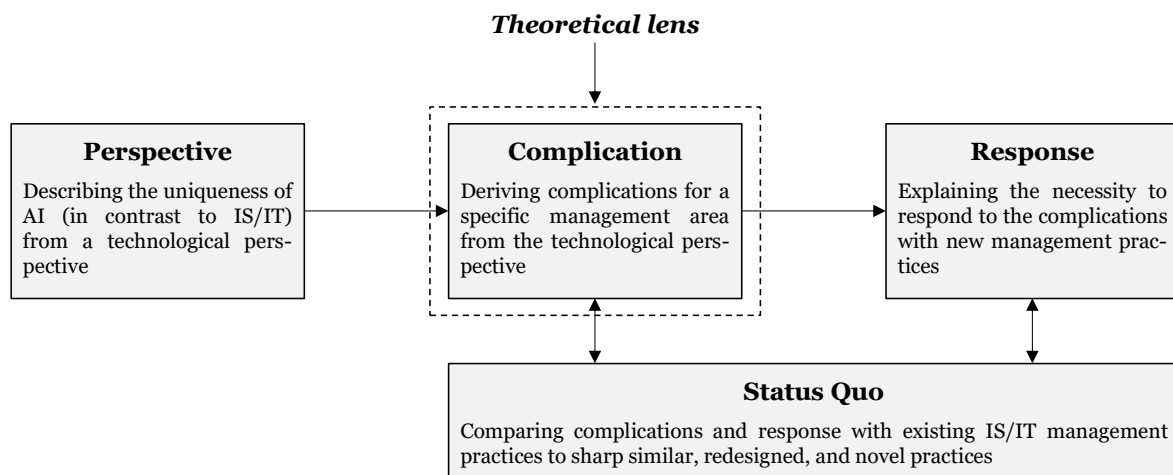 Theoretical lens
Perspective
Describing the uniqueness of
AI (in contrast to IS/IT)
from a technological pers-
pective
Complication
Deriving complications for a
specific management area
from the technological pers-
pective
Response
Explaining the necessity to
respond to the complications
with new management prac-
tices
Status Quo
Comparing complications and response with existing IS/IT management
practices to sharp similar, redesigned, and novel practices